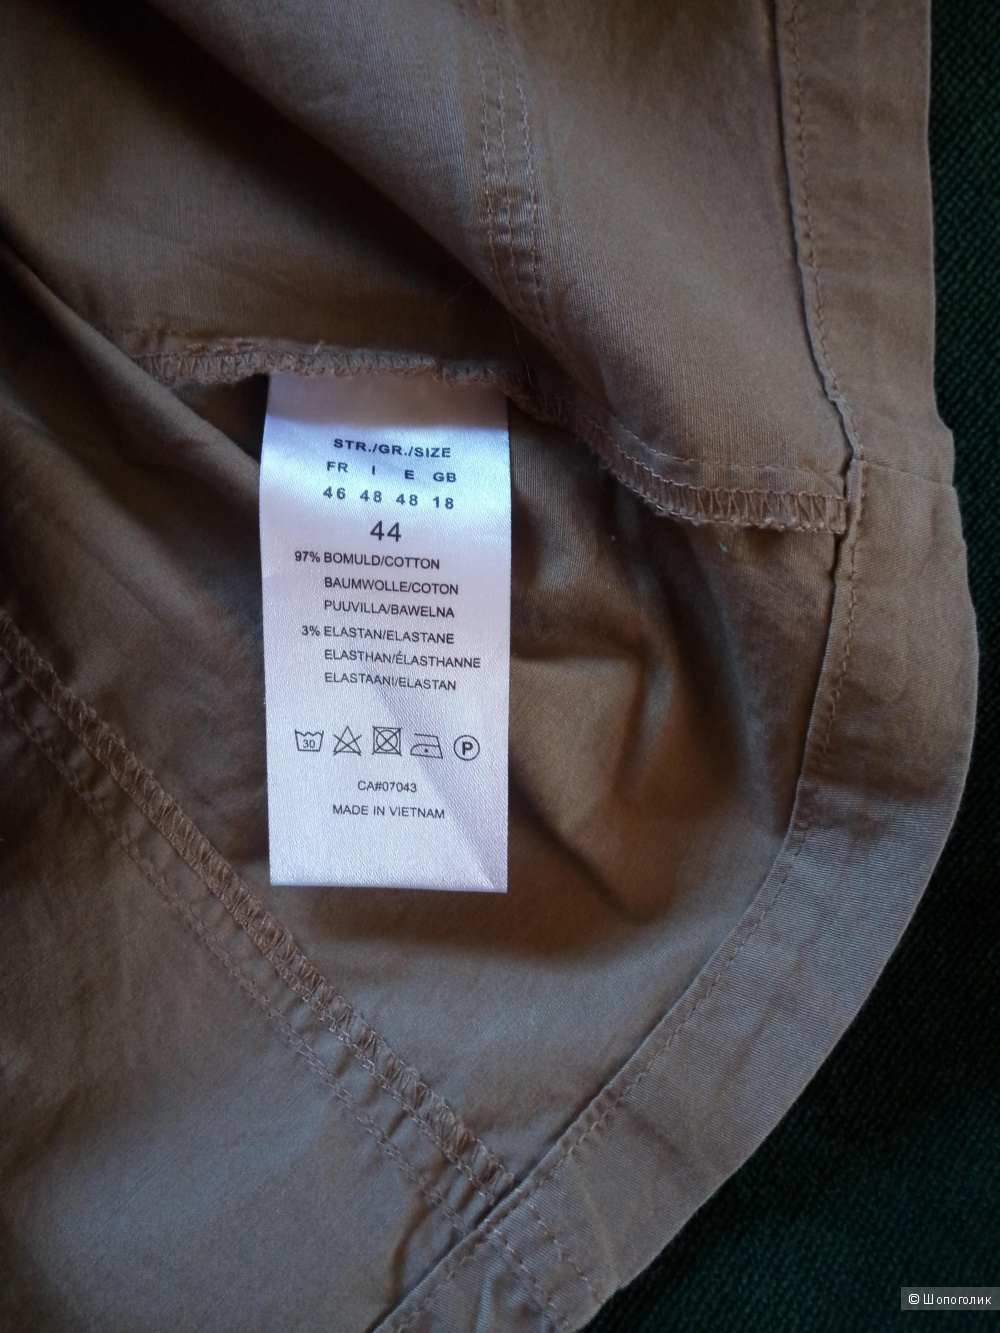 STR./GR./SIZE
FR I E GB
46 48 48 18
44
97% BOMULD/COTTON
BAUMWOLLE/COTON
PUUVILLA/BAWELNA
3% ELASTAN/ELASTANE
ELASTHAN/ÉLASTHANNE
ELASTAANI/ELASTAN
30 P
CA#07043
MADE IN VIETNAM
© Шопоголик